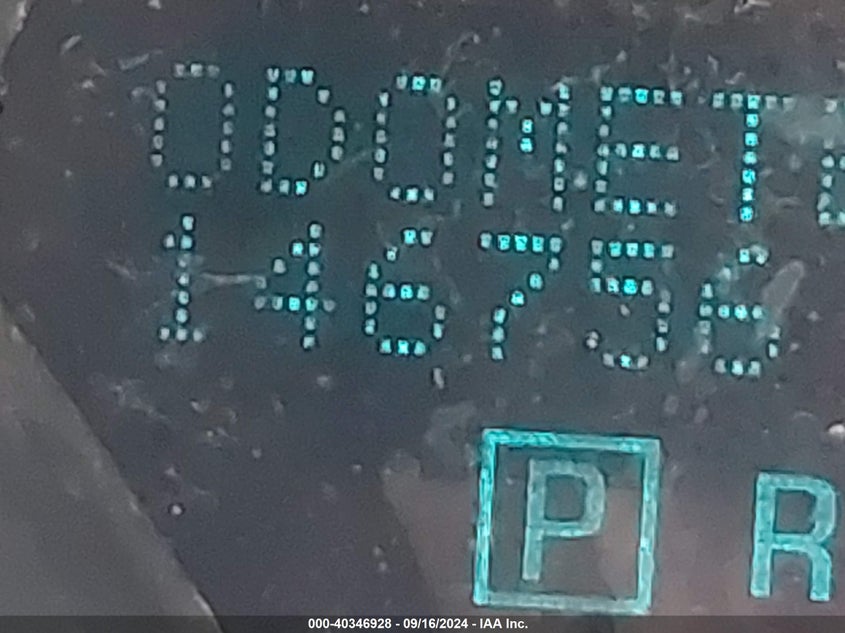 ODOMET
146756
P R
000-40346928 - 09/16/2024 - IAA Inc.